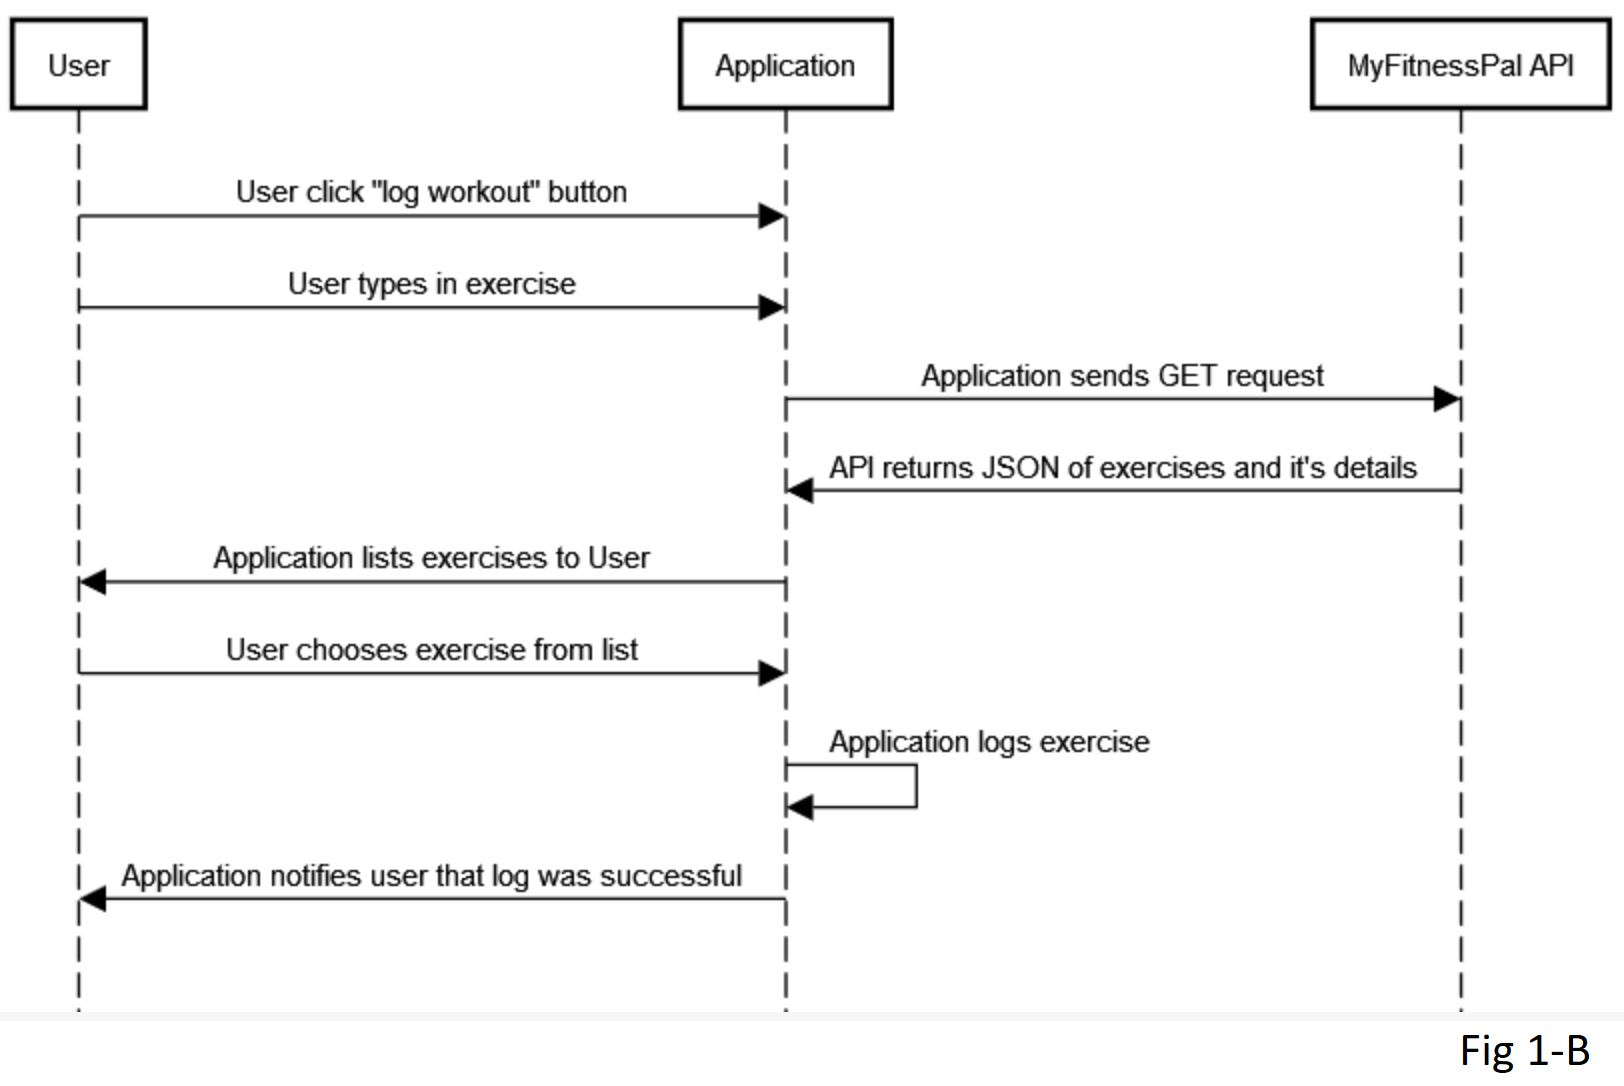 User
Application
MyFitnessPal API
User click "log workout" button
User types in exercise
Application sends GET request
API returns JSON of exercises and it's details
Application lists exercises to User
User chooses exercise from list
Application logs exercise
Application notifies user that log was successful
Fig 1-B